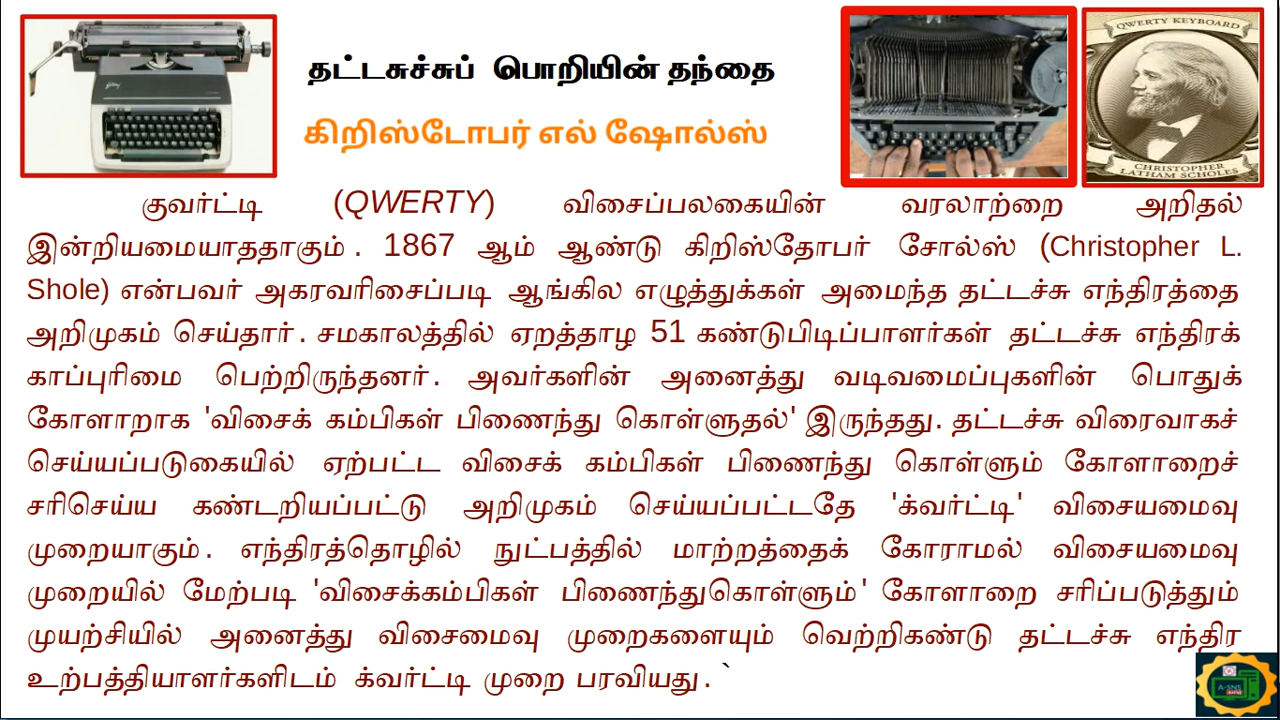 தட்டசுச்சுப் பொறியின் தந்தை
கிறிஸ்டோபர் எல் ஷோல்ஸ்
QWERTY KEYBOARD
CHRISTOPHER
LATHAM SCHOLES
குவர்ட்டி (QWERTY) விசைப்பலகையின் வரலாற்றை அறிதல்
இன்றியமையாததாகும். 1867 ஆம் ஆண்டு கிறிஸ்தோபர் சோல்ஸ் (Christopher L.
Shole) என்பவர் அகரவரிசைப்படி ஆங்கில எழுத்துக்கள் அமைந்த தட்டச்சு எந்திரத்தை
அறிமுகம் செய்தார். சமகாலத்தில் ஏறத்தாழ 51 கண்டுபிடிப்பாளர்கள் தட்டச்சு எந்திரக்
காப்புரிமை பெற்றிருந்தனர். அவர்களின் அனைத்து வடிவமைப்புகளின் பொதுக்
கோளாறாக 'விசைக் கம்பிகள் பிணைந்து கொள்ளுதல்' இருந்தது. தட்டச்சு விரைவாகச்
செய்யப்படுகையில் ஏற்பட்ட விசைக் கம்பிகள் பிணைந்து கொள்ளும் கோளாறைச்
சரிசெய்ய கண்டறியப்பட்டு அறிமுகம் செய்யப்பட்டதே 'க்வர்ட்டி' விசையமைவு
முறையாகும். எந்திரத்தொழில் நுட்பத்தில் மாற்றத்தைக் கோராமல் விசையமைவு
முறையில் மேற்படி 'விசைக்கம்பிகள் பிணைந்துகொள்ளும்' கோளாறை சரிப்படுத்தும்
முயற்சியில் அனைத்து விசைமைவு முறைகளையும் வெற்றிகண்டு தட்டச்சு எந்திர
உற்பத்தியாளர்களிடம் க்வர்ட்டி முறை பரவியது. `
A-SNS